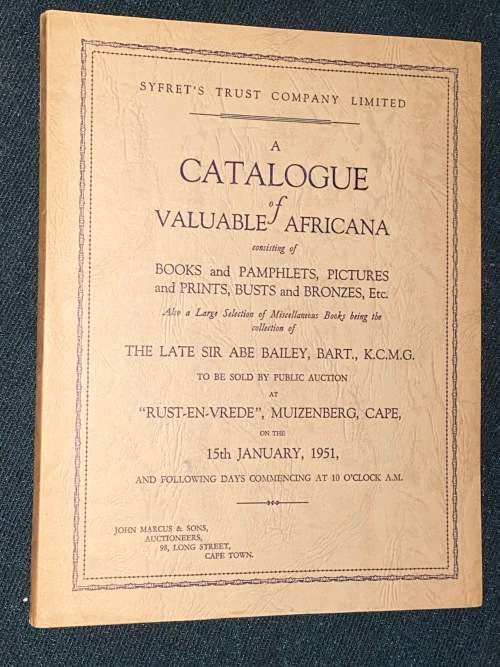 SYFRET'S TRUST COMPANY LIMITED
A
CATALOGUE
of
VALUABLE AFRICANA
consisting of
BOOKS and PAMPHLETS, PICTURES
and PRINTS, BUSTS and BRONZES, Etc.
Also a Large Selection of Miscellaneous Books being the
collection of
THE LATE SIR ABE BAILEY, BART., K.C.M.G.
TO BE SOLD BY PUBLIC AUCTION
AT
"RUST-EN-VREDE", MUIZENBERG, CAPE,
ON THE
15th JANUARY, 1951,
AND FOLLOWING DAYS COMMENCING AT 10 O'CLOCK A.M.
JOHN MARCUS & SONS,
AUCTIONEERS,
98, LONG STREET,
CAPE TOWN.